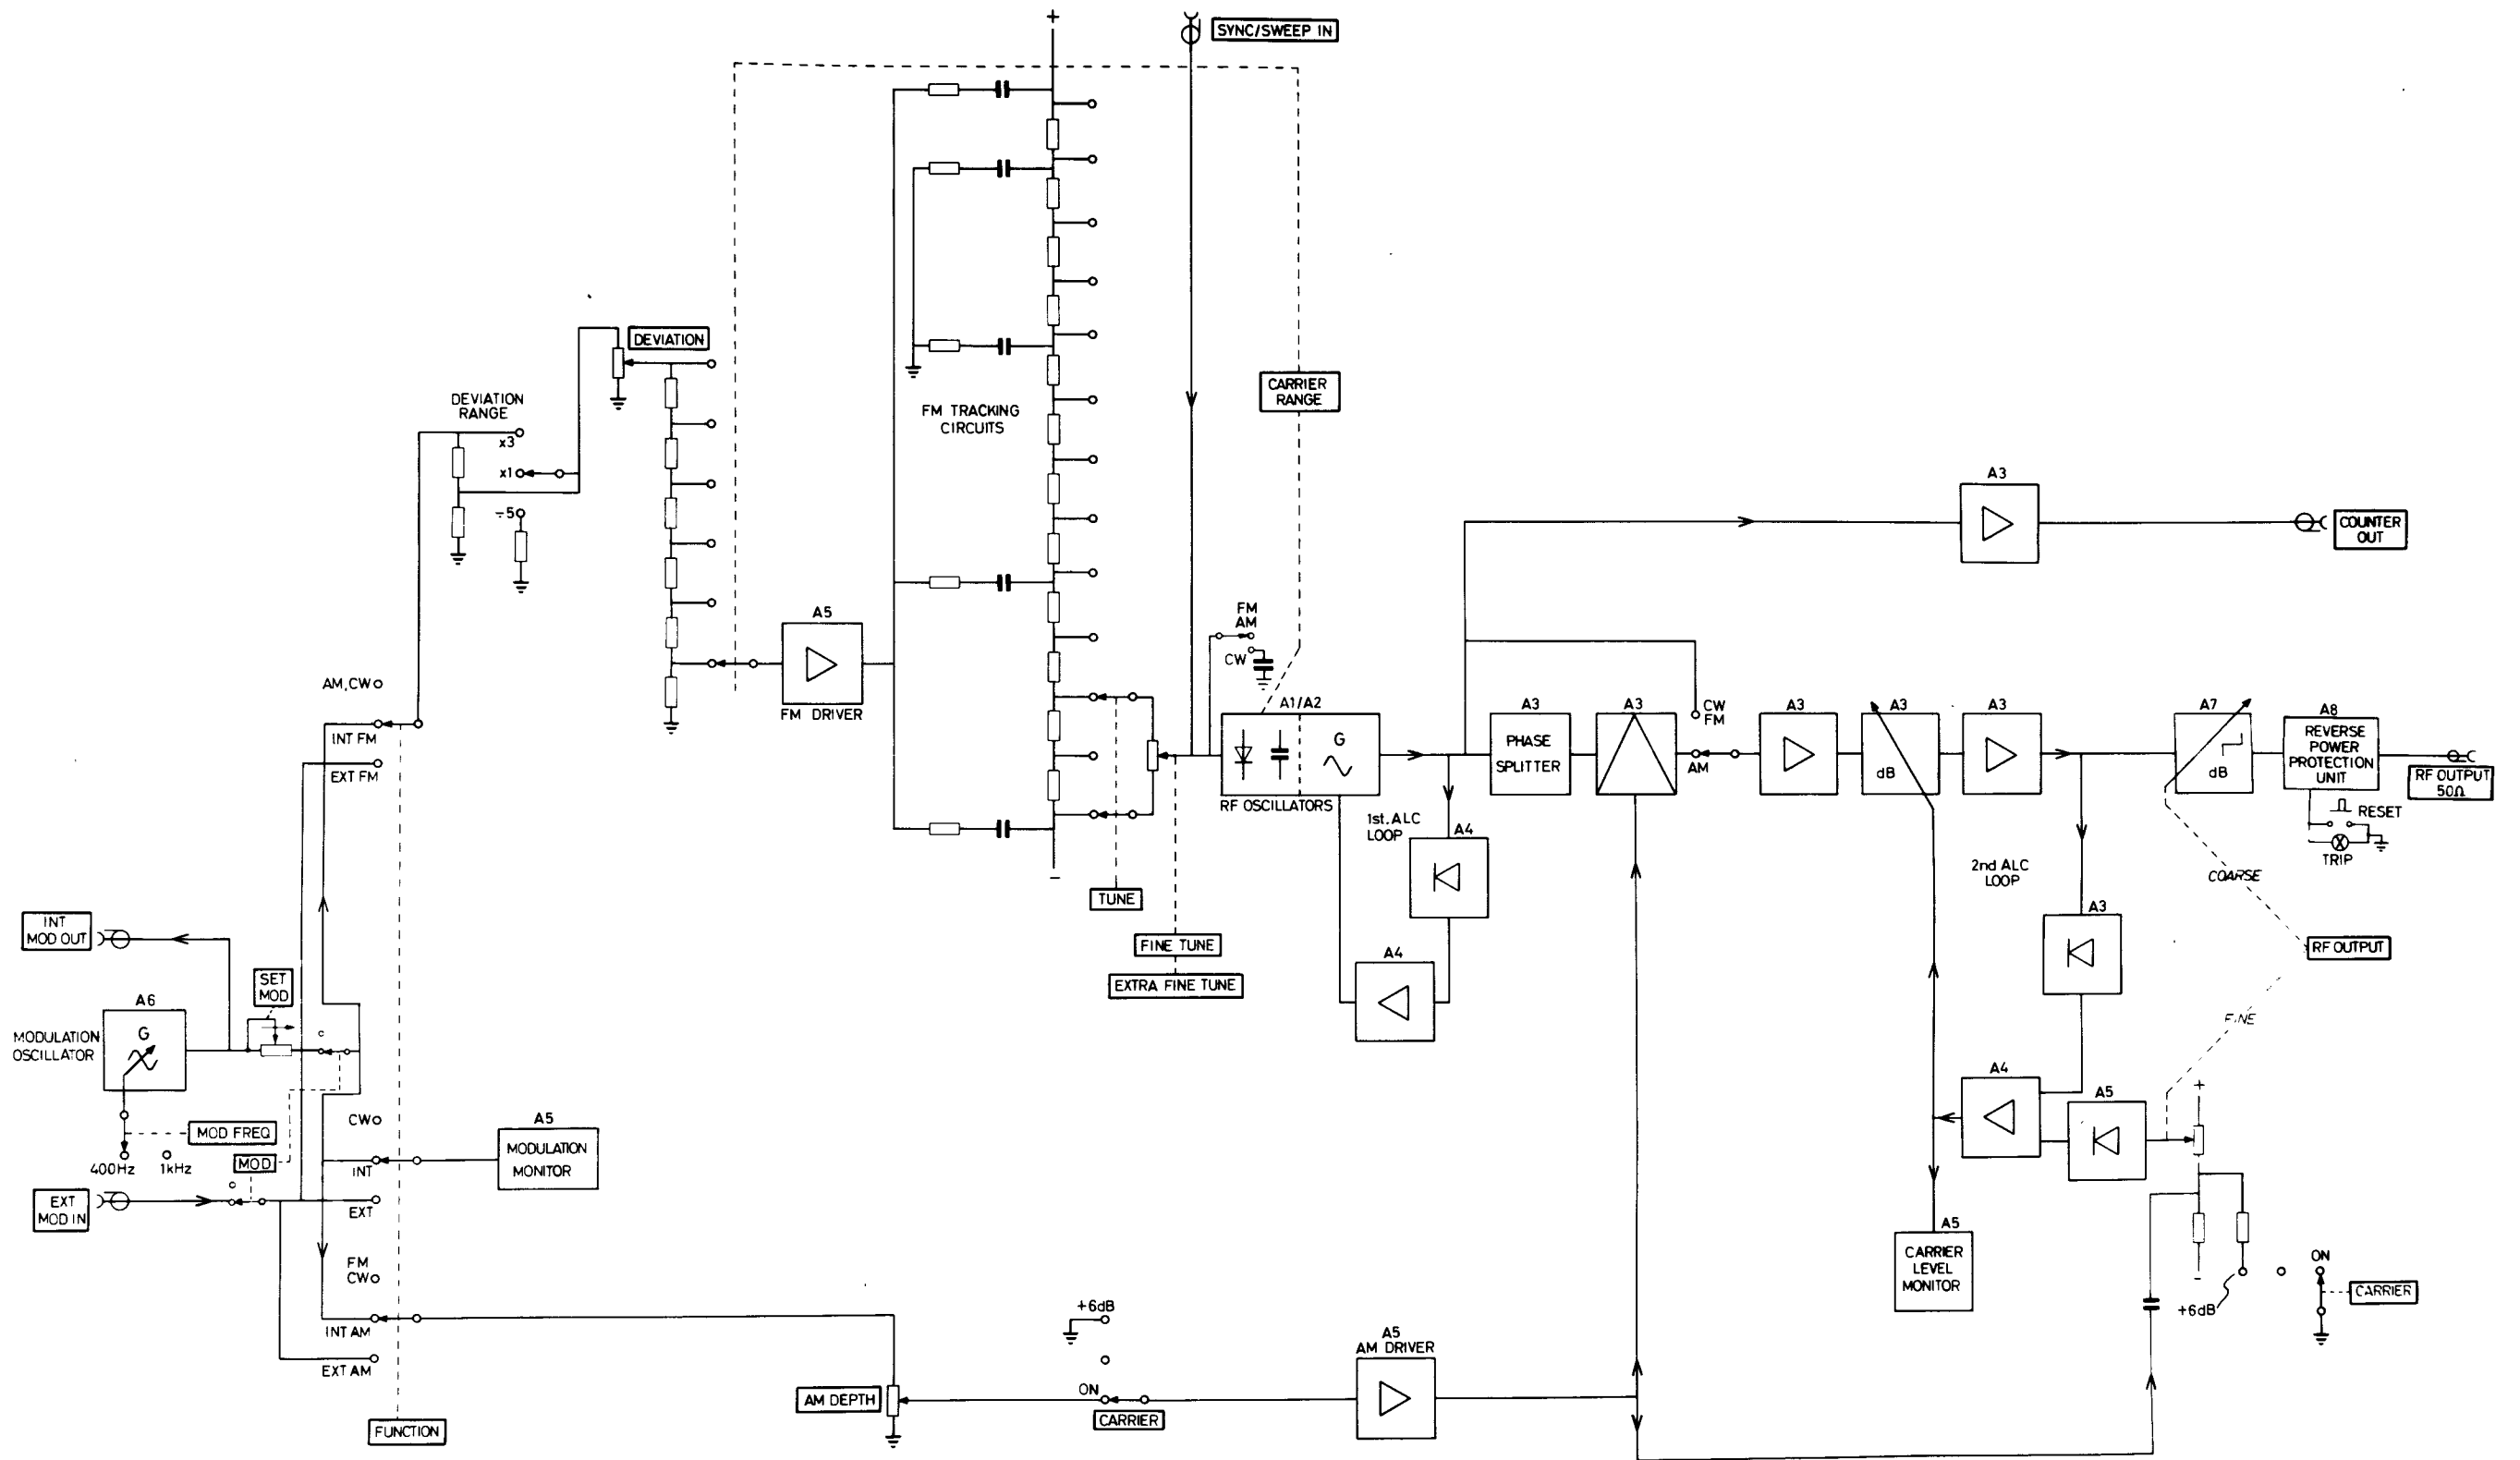 +
SYNC/SWEEP IN
DEVIATION
DEVIATION
RANGE
x3
x1
÷5
FM TRACKING
CIRCUITS
CARRIER
RANGE
A3
COUNTER
OUT
A5
FM DRIVER
FM
AM
CW
AM,CW
INT FM
EXT FM
A1/A2
G
RF OSCILLATORS
A3
PHASE
SPLITTER
A3
CW
FM
AM
A3
A3
dB
A3
A7
dB
A8
REVERSE
POWER
PROTECTION
UNIT
RF OUTPUT
50Ω
RESET
TRIP
1st. ALC
LOOP
A4
A4
2nd ALC
LOOP
COARSE
A3
RF OUTPUT
FINE
−
TUNE
FINE TUNE
EXTRA FINE TUNE
INT
MOD OUT
SET
MOD
A6
G
MODULATION
OSCILLATOR
c
MOD FREQ
400Hz
1kHz
MOD
c
EXT
MOD IN
CW
INT
EXT
A5
MODULATION
MONITOR
FM
CW
INT AM
EXT AM
FUNCTION
AM DEPTH
+6dB
ON
CARRIER
A5
AM DRIVER
A4
A5
+
−
A5
CARRIER
LEVEL
MONITOR
+6dB
ON
CARRIER